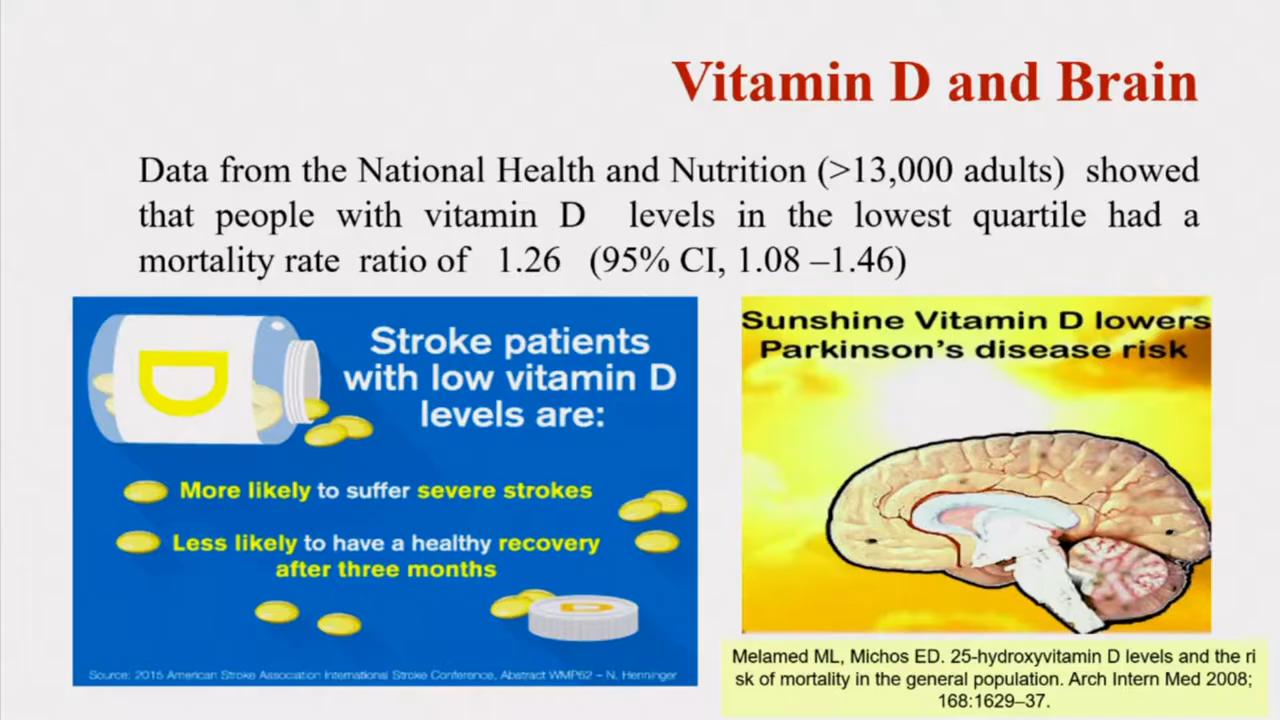 Vitamin D and Brain
Data from the National Health and Nutrition (>13,000 adults) showed
that people with vitamin D levels in the lowest quartile had a
mortality rate ratio of 1.26 (95% CI, 1.08 –1.46)
D
Stroke patients
with low vitamin D
levels are:
More likely to suffer severe strokes
Less likely to have a healthy recovery
after three months
D
Source: 2015 American Stroke Association International Stroke Conference, Abstract WMP62 – N. Henninger
Sunshine Vitamin D lowers
Parkinson's disease risk
Melamed ML, Michos ED. 25-hydroxyvitamin D levels and the ri
sk of mortality in the general population. Arch Intern Med 2008;
168:1629–37.